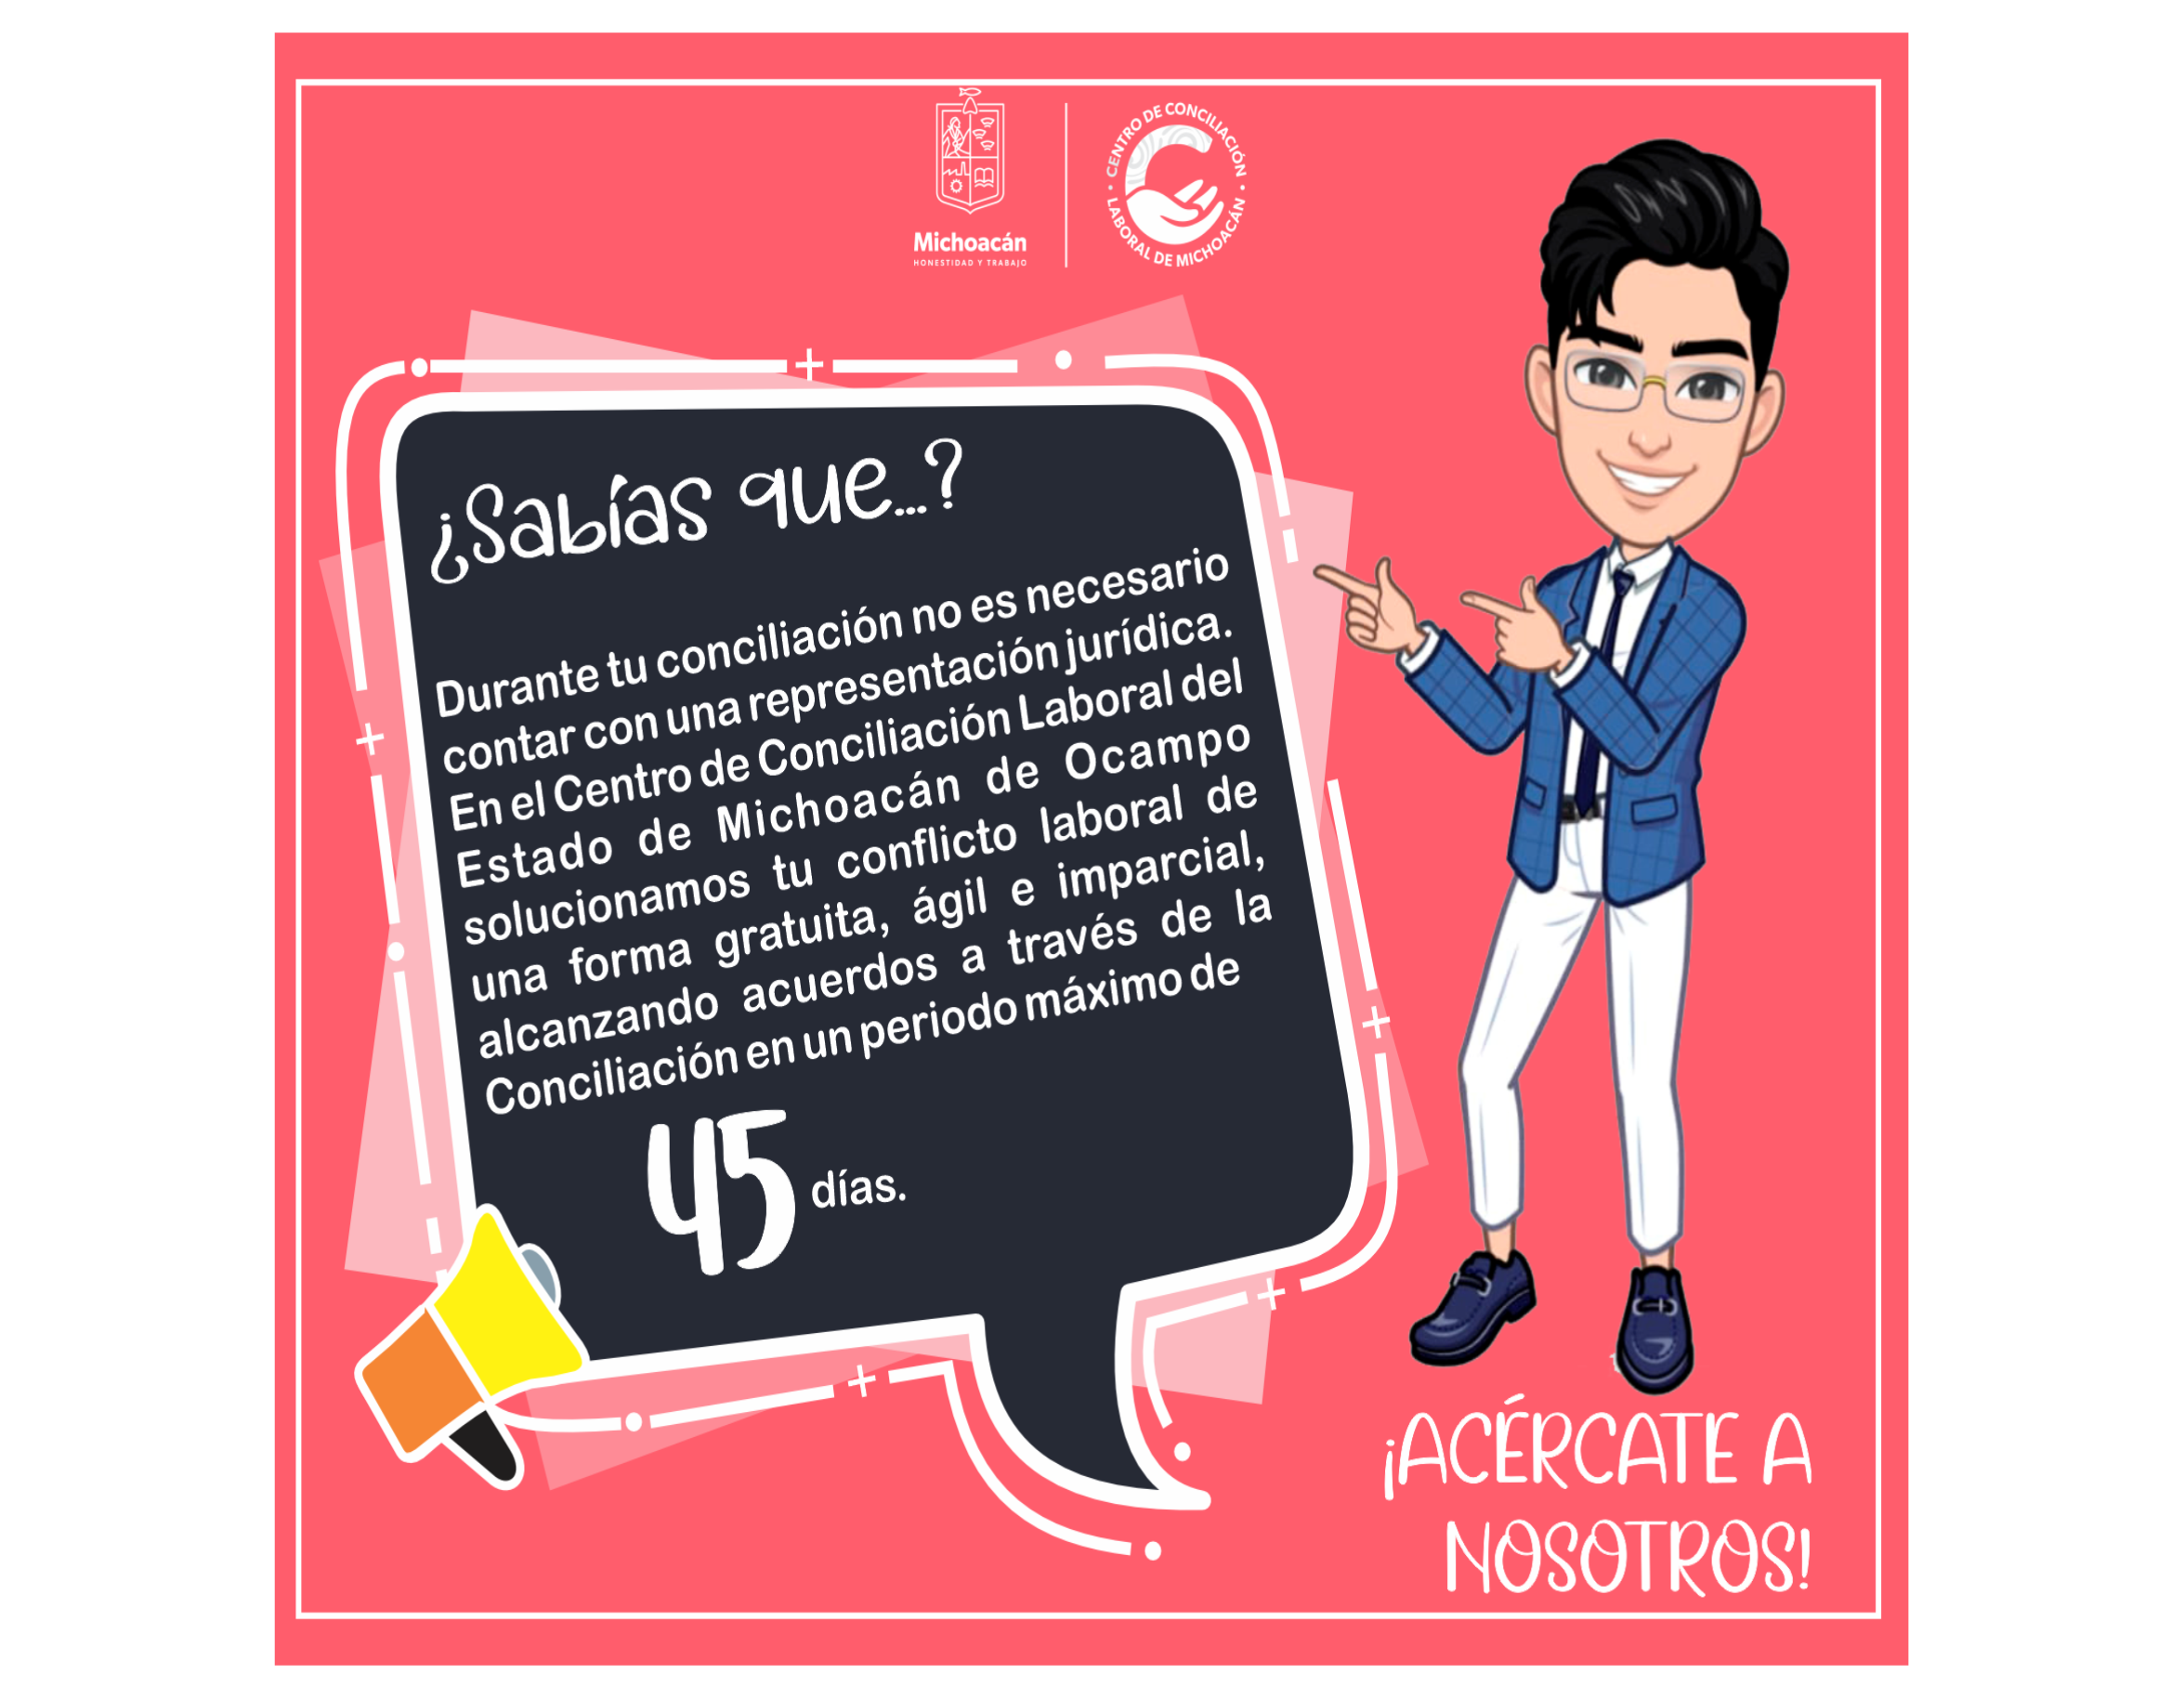 Michoacán
HONESTIDAD Y TRABAJO
CENTRO DE CONCILIACIÓN
LABORAL DE MICHOACÁN
¿Sabías que...?
Durante tu conciliación no es necesario
contar con una representación jurídica.
En el Centro de Conciliación Laboral del
Estado de Michoacán de Ocampo
solucionamos tu conflicto laboral de
una forma gratuita, ágil e imparcial,
alcanzando acuerdos a través de la
Conciliación en un periodo máximo de
45 días.
¡ACÉRCATE A
NOSOTROS!